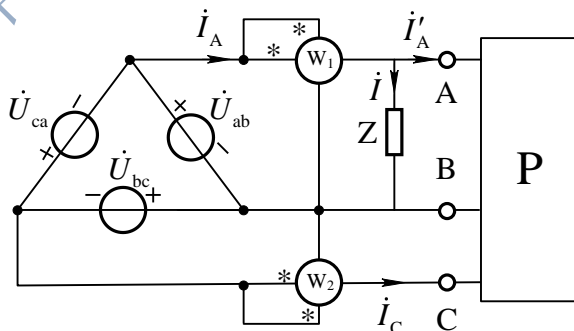 İ_A
* *
W₁
İ′_A
A
U̇_ca
− +
U̇_ab
+ −
İ
Z
B
P
U̇_bc
− +
* *
W₂
İ_C
C